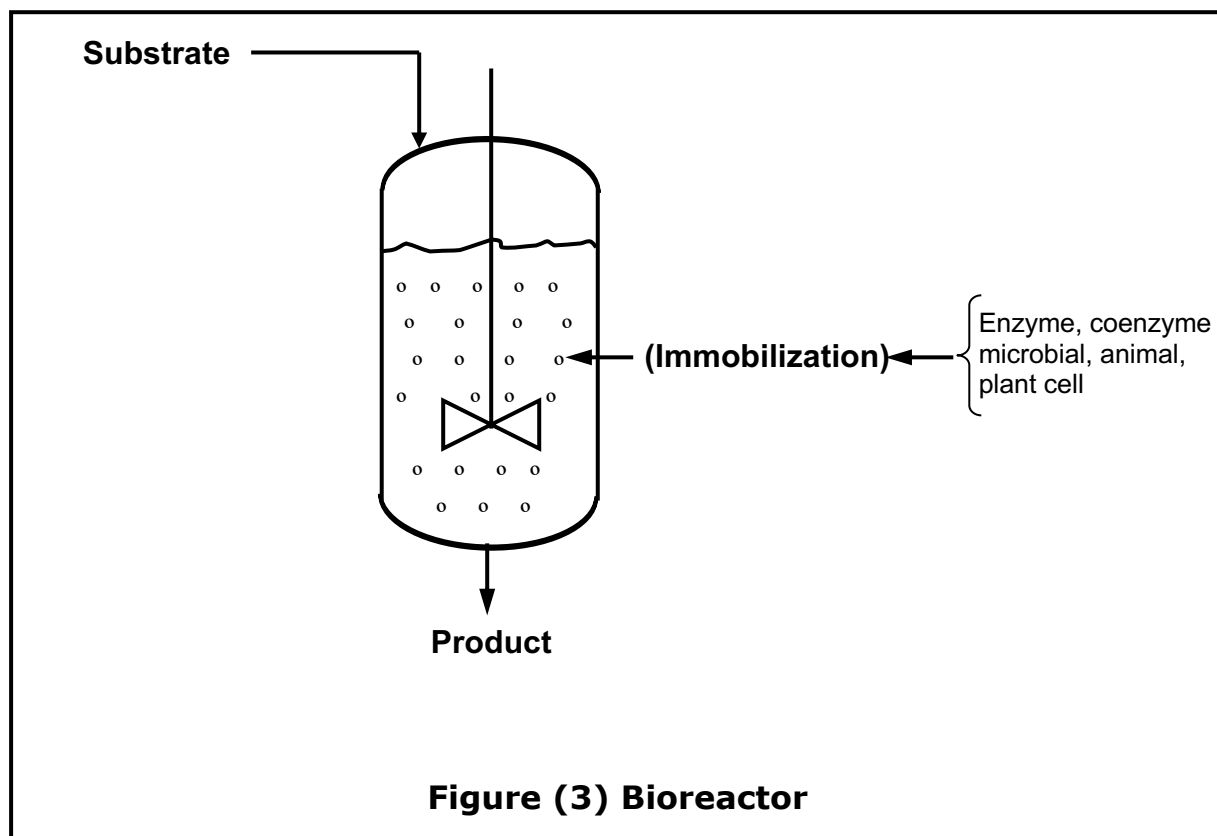 Substrate
(Immobilization)
Enzyme, coenzyme
microbial, animal,
plant cell
Product
Figure (3) Bioreactor